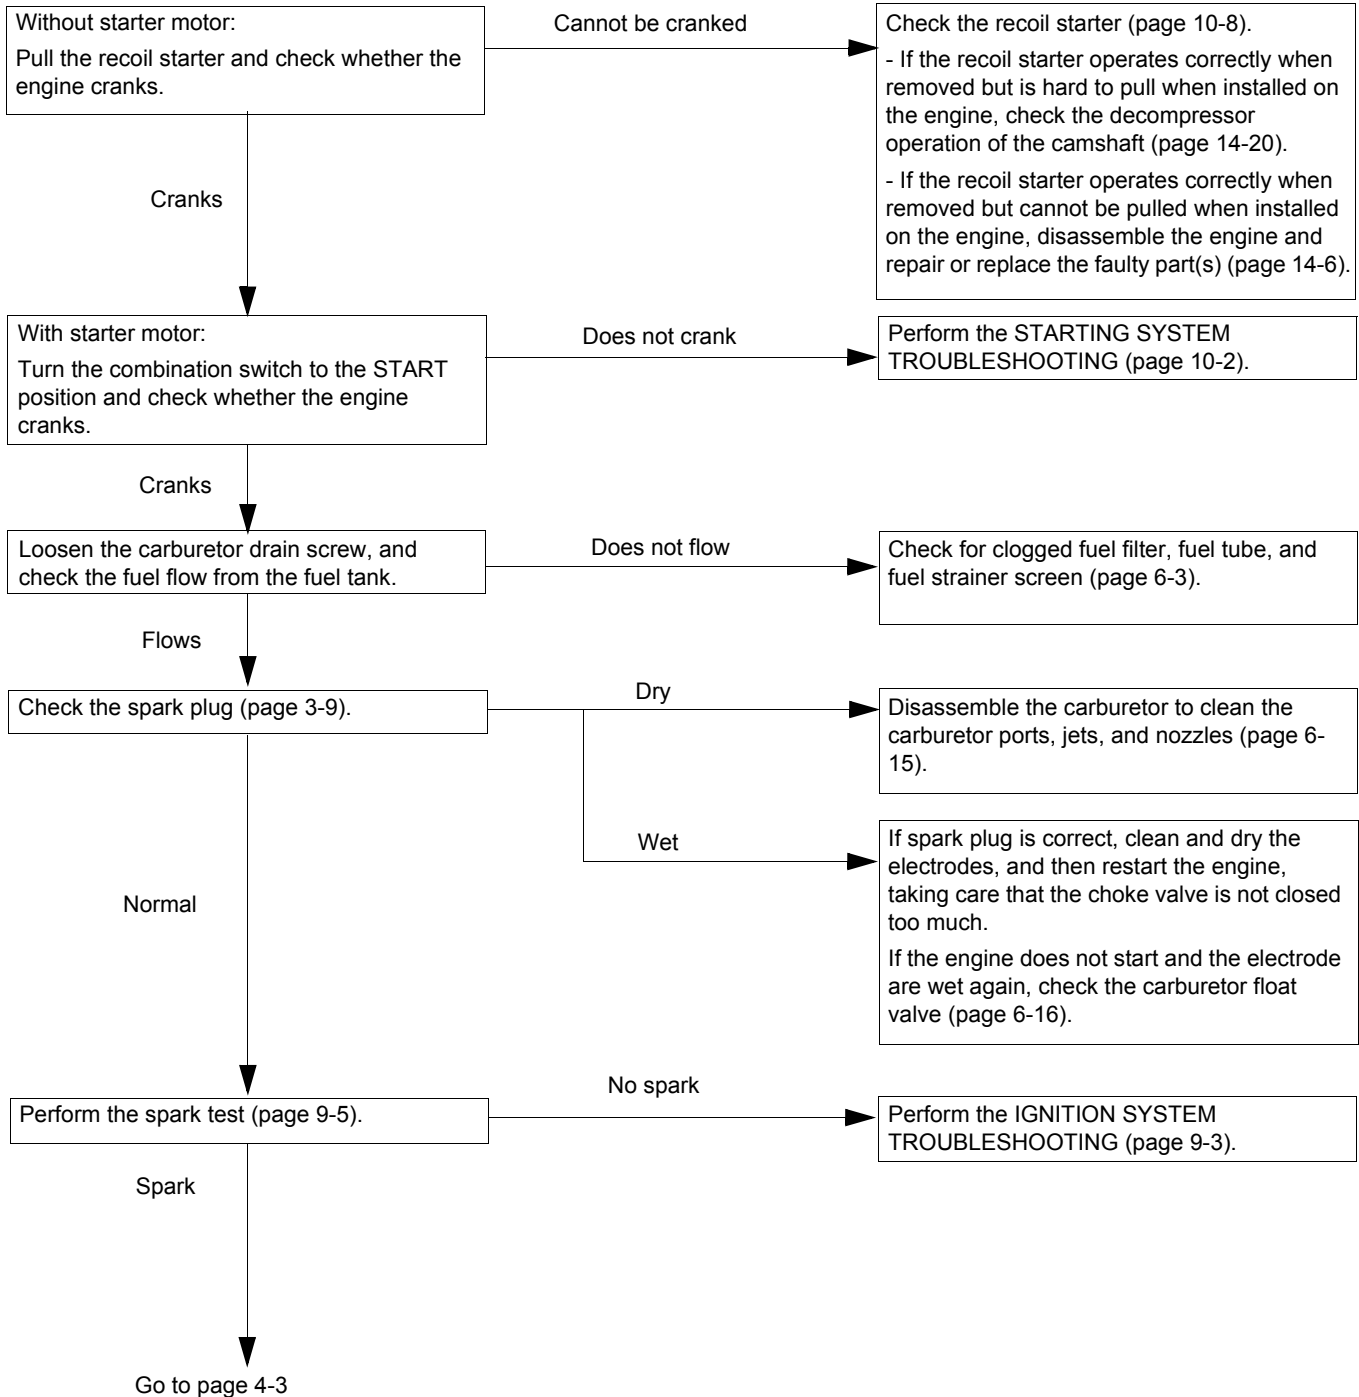 Without starter motor:
Pull the recoil starter and check whether the
engine cranks.
Cannot be cranked
Check the recoil starter (page 10-8).
- If the recoil starter operates correctly when
removed but is hard to pull when installed on
the engine, check the decompressor
operation of the camshaft (page 14-20).
- If the recoil starter operates correctly when
removed but cannot be pulled when installed
on the engine, disassemble the engine and
repair or replace the faulty part(s) (page 14-6).
Cranks
With starter motor:
Turn the combination switch to the START
position and check whether the engine
cranks.
Does not crank
Perform the STARTING SYSTEM
TROUBLESHOOTING (page 10-2).
Cranks
Loosen the carburetor drain screw, and
check the fuel flow from the fuel tank.
Does not flow
Check for clogged fuel filter, fuel tube, and
fuel strainer screen (page 6-3).
Flows
Check the spark plug (page 3-9).
Dry
Disassemble the carburetor to clean the
carburetor ports, jets, and nozzles (page 6-
15).
Wet
If spark plug is correct, clean and dry the
electrodes, and then restart the engine,
taking care that the choke valve is not closed
too much.
If the engine does not start and the electrode
are wet again, check the carburetor float
valve (page 6-16).
Normal
Perform the spark test (page 9-5).
No spark
Perform the IGNITION SYSTEM
TROUBLESHOOTING (page 9-3).
Spark
Go to page 4-3